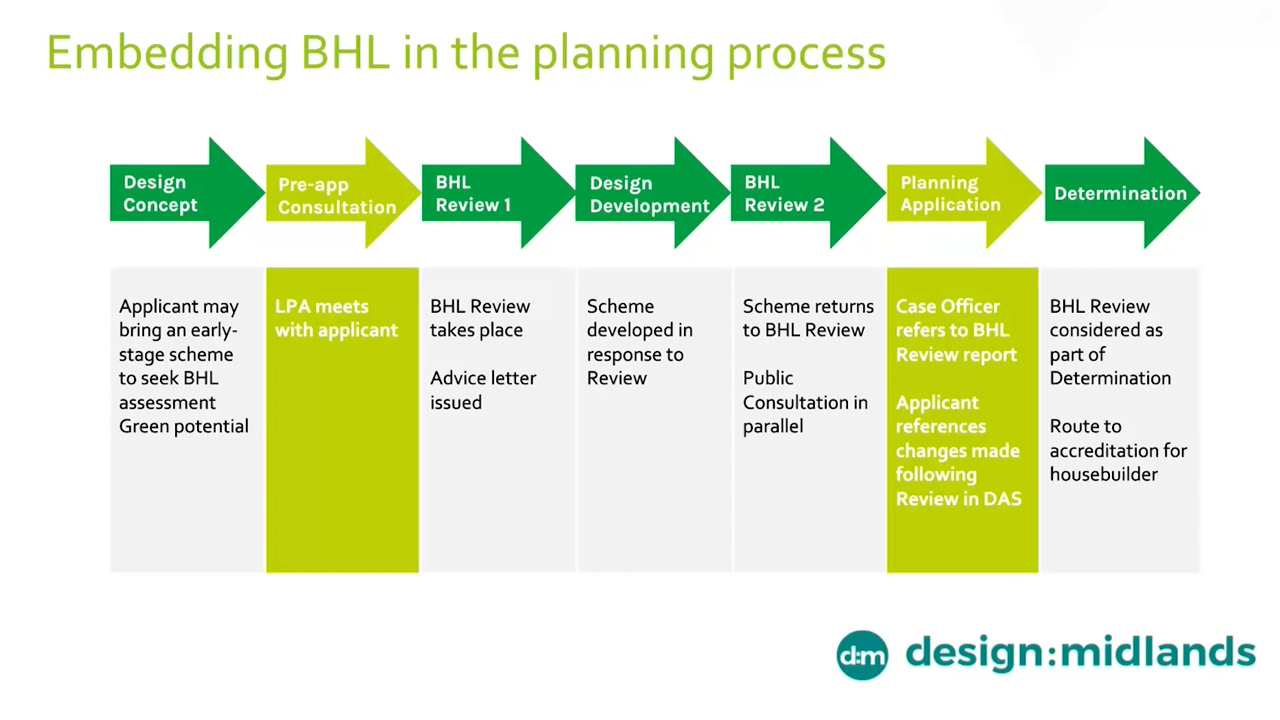 Embedding BHL in the planning process
Design
Concept
Pre-app
Consultation
BHL
Review 1
Design
Development
BHL
Review 2
Planning
Application
Determination
Applicant may
bring an early-
stage scheme
to seek BHL
assessment
Green potential
LPA meets
with applicant
BHL Review
takes place
Advice letter
issued
Scheme
developed in
response to
Review
Scheme returns
to BHL Review
Public
Consultation in
parallel
Case Officer
refers to BHL
Review report
Applicant
references
changes made
following
Review in DAS
BHL Review
considered as
part of
Determination
Route to
accreditation for
housebuilder
d:m design:midlands